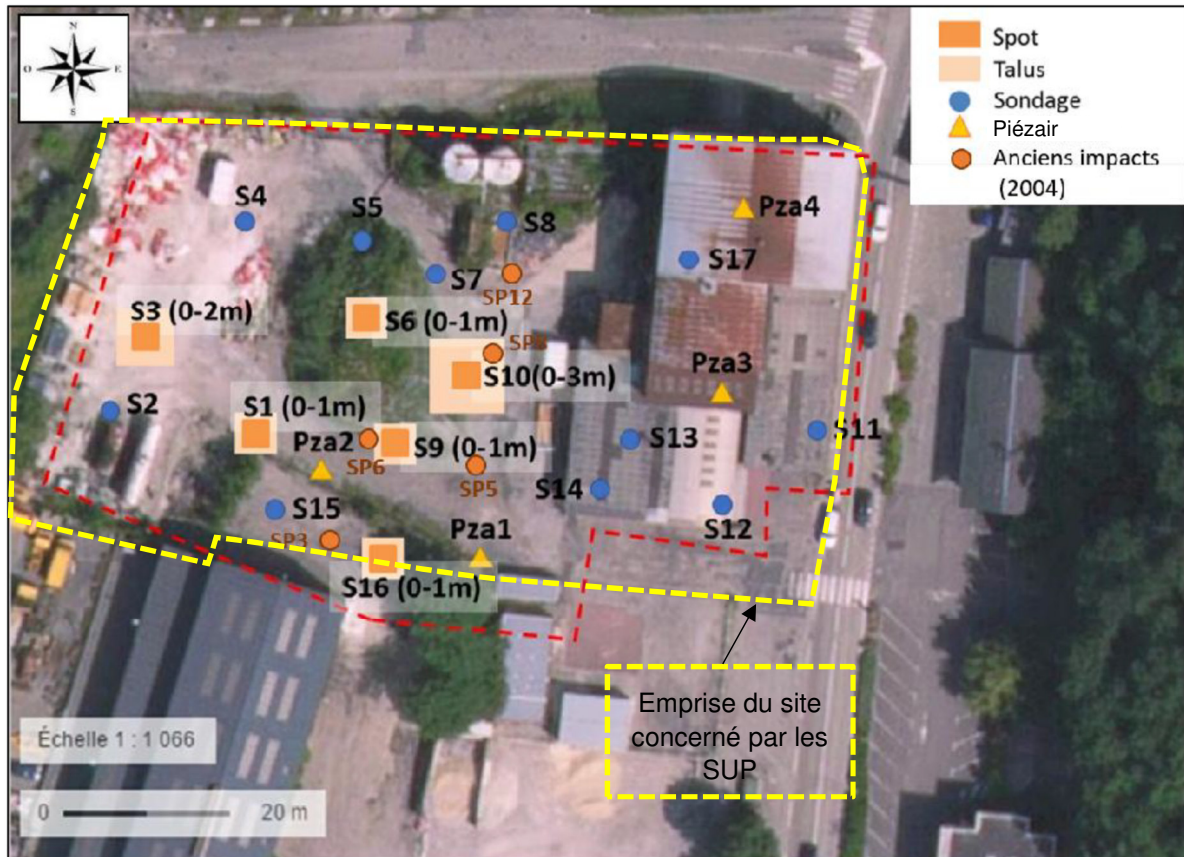 N
O
E
S
Spot
Talus
Sondage
Piézair
Anciens impacts
(2004)
S4
S5
S8
Pza4
S7
SP12
S17
S3 (0-2m)
S6 (0-1m)
S10(0-3m)
Pza3
S2
S1 (0-1m)
Pza2
SP6
S9 (0-1m)
SP5
S13
S11
S14
S12
S15
SP3
Pza1
S16 (0-1m)
Emprise du site
concerné par les
SUP
Échelle 1 : 1 066
0
20 m